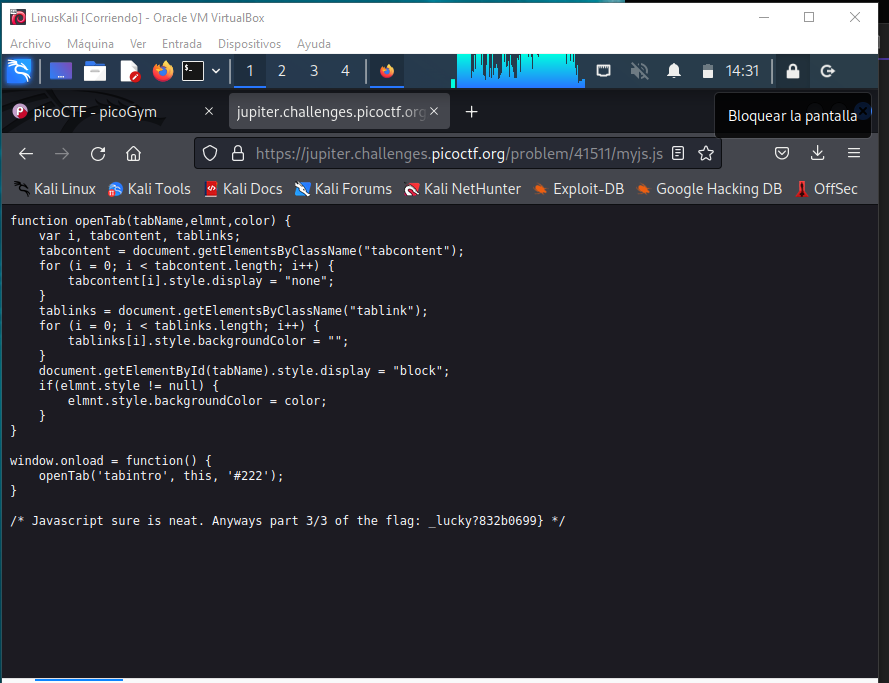 LinusKali [Corriendo] - Oracle VM VirtualBox
Archivo Máquina Ver Entrada Dispositivos Ayuda
1 2 3 4 14:31
picoCTF - picoGym jupiter.challenges.picoctf.org
Bloquear la pantalla
https://jupiter.challenges.picoctf.org/problem/41511/myjs.js
Kali Linux Kali Tools Kali Docs Kali Forums Kali NetHunter Exploit-DB Google Hacking DB OffSec
function openTab(tabName,elmnt,color) {
    var i, tabcontent, tablinks;
    tabcontent = document.getElementsByClassName("tabcontent");
    for (i = 0; i < tabcontent.length; i++) {
        tabcontent[i].style.display = "none";
    }
    tablinks = document.getElementsByClassName("tablink");
    for (i = 0; i < tablinks.length; i++) {
        tablinks[i].style.backgroundColor = "";
    }
    document.getElementById(tabName).style.display = "block";
    if(elmnt.style != null) {
        elmnt.style.backgroundColor = color;
    }
}
window.onload = function() {
    openTab('tabintro', this, '#222');
}
/* Javascript sure is neat. Anyways part 3/3 of the flag: _lucky?832b0699} */